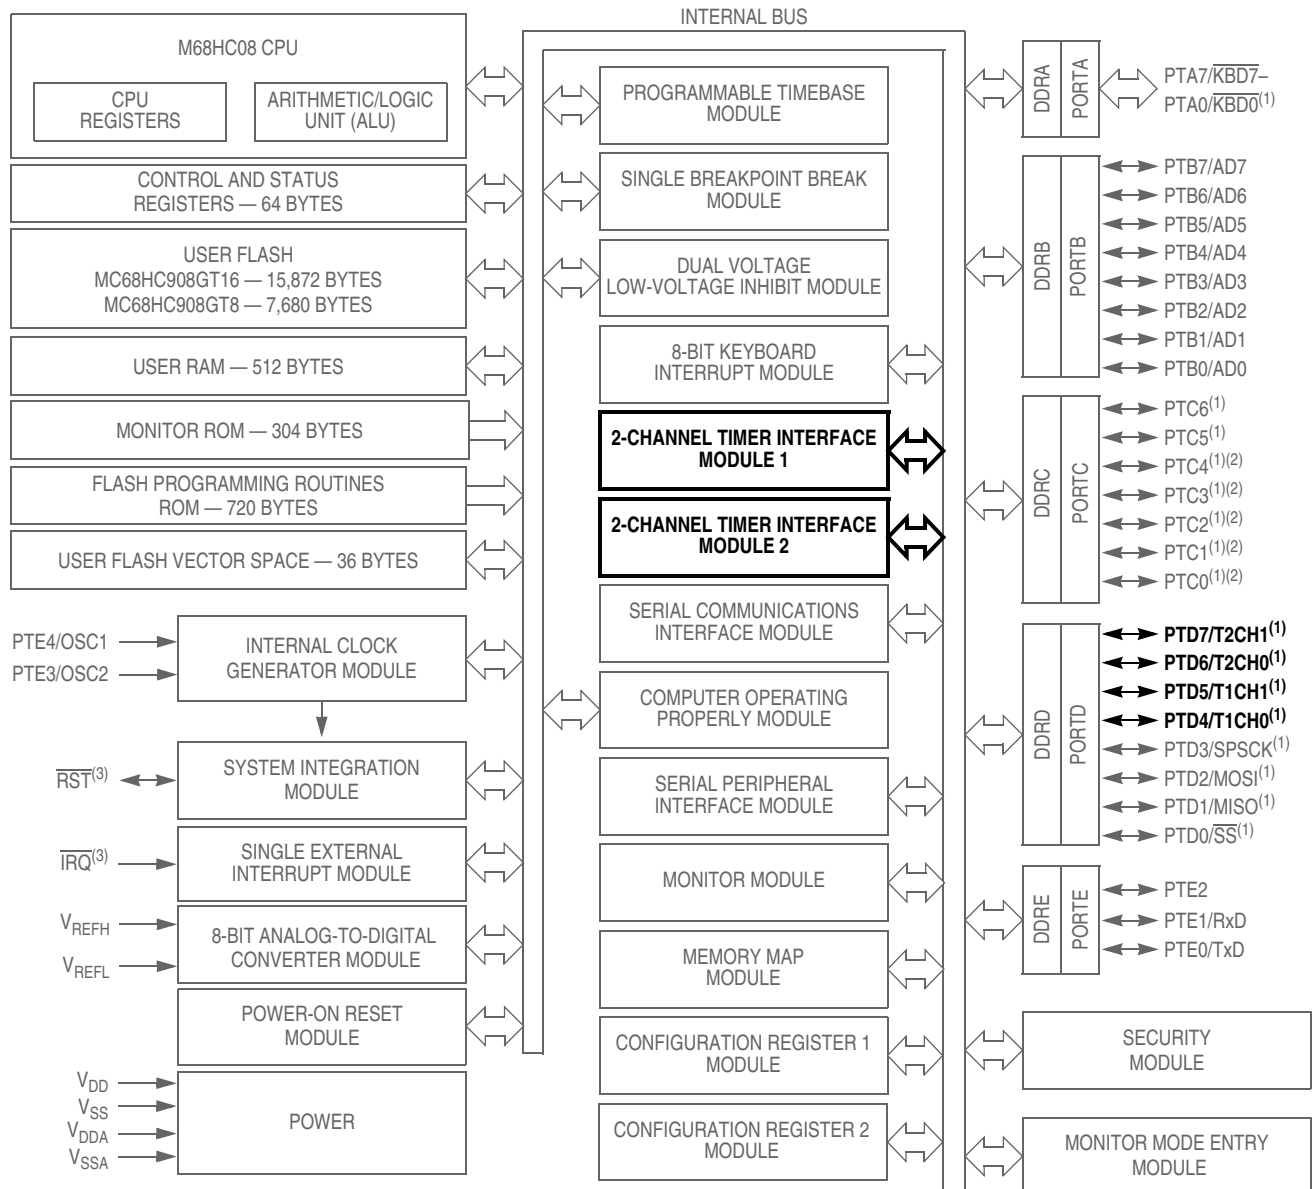 INTERNAL BUS
M68HC08 CPU
CPU
REGISTERS
ARITHMETIC/LOGIC
UNIT (ALU)
CONTROL AND STATUS
REGISTERS — 64 BYTES
USER FLASH
MC68HC908GT16 — 15,872 BYTES
MC68HC908GT8 — 7,680 BYTES
USER RAM — 512 BYTES
MONITOR ROM — 304 BYTES
FLASH PROGRAMMING ROUTINES
ROM — 720 BYTES
USER FLASH VECTOR SPACE — 36 BYTES
PTE4/OSC1
PTE3/OSC2
INTERNAL CLOCK
GENERATOR MODULE
RST(3)
SYSTEM INTEGRATION
MODULE
IRQ(3)
SINGLE EXTERNAL
INTERRUPT MODULE
VREFH
VREFL
8-BIT ANALOG-TO-DIGITAL
CONVERTER MODULE
POWER-ON RESET
MODULE
VDD
VSS
VDDA
VSSA
POWER
PROGRAMMABLE TIMEBASE
MODULE
SINGLE BREAKPOINT BREAK
MODULE
DUAL VOLTAGE
LOW-VOLTAGE INHIBIT MODULE
8-BIT KEYBOARD
INTERRUPT MODULE
2-CHANNEL TIMER INTERFACE
MODULE 1
2-CHANNEL TIMER INTERFACE
MODULE 2
SERIAL COMMUNICATIONS
INTERFACE MODULE
COMPUTER OPERATING
PROPERLY MODULE
SERIAL PERIPHERAL
INTERFACE MODULE
MONITOR MODULE
MEMORY MAP
MODULE
CONFIGURATION REGISTER 1
MODULE
CONFIGURATION REGISTER 2
MODULE
DDRA
PORTA
PTA7/KBD7–
PTA0/KBD0(1)
DDRB
PORTB
PTB7/AD7
PTB6/AD6
PTB5/AD5
PTB4/AD4
PTB3/AD3
PTB2/AD2
PTB1/AD1
PTB0/AD0
DDRC
PORTC
PTC6(1)
PTC5(1)
PTC4(1)(2)
PTC3(1)(2)
PTC2(1)(2)
PTC1(1)(2)
PTC0(1)(2)
DDRD
PORTD
PTD7/T2CH1(1)
PTD6/T2CH0(1)
PTD5/T1CH1(1)
PTD4/T1CH0(1)
PTD3/SPSCK(1)
PTD2/MOSI(1)
PTD1/MISO(1)
PTD0/SS(1)
DDRE
PORTE
PTE2
PTE1/RxD
PTE0/TxD
SECURITY
MODULE
MONITOR MODE ENTRY
MODULE